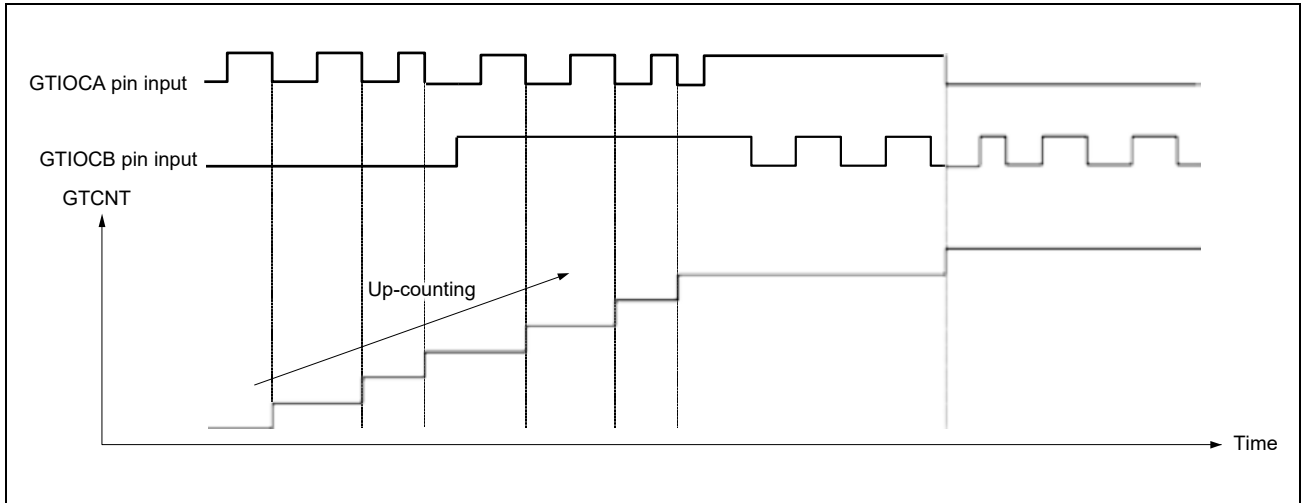 GTIOCA pin input
GTIOCB pin input
GTCNT
Up-counting
Time